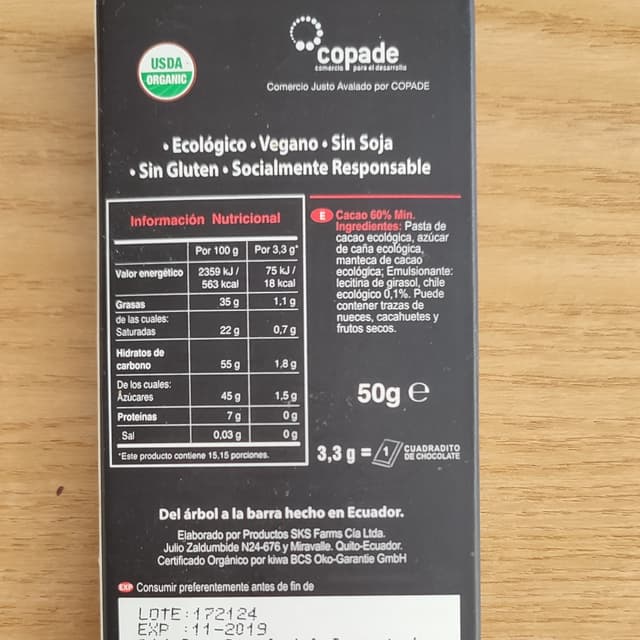 USDA
ORGANIC
copade
comercio para el desarrollo
Comercio Justo Avalado por COPADE
• Ecológico • Vegano • Sin Soja
• Sin Gluten • Socialmente Responsable
Información Nutricional
Por 100 g Por 3,3 g*
Valor energético 2359 kJ / 75 kJ /
563 kcal 18 kcal
Grasas 35 g 1,1 g
de las cuales:
Saturadas 22 g 0,7 g
Hidratos de
carbono 55 g 1,8 g
De los cuales:
Azúcares 45 g 1,5 g
Proteínas 7 g 0 g
Sal 0,03 g 0 g
*Este producto contiene 15,15 porciones.
E Cacao 60% Min.
Ingredientes: Pasta de
cacao ecológica, azúcar
de caña ecológica,
manteca de cacao
ecológica; Emulsionante:
lecitina de girasol, chile
ecológico 0,1%. Puede
contener trazas de
nueces, cacahuetes y
frutos secos.
50g e
3,3 g = 1 CUADRADITO
DE CHOCOLATE
Del árbol a la barra hecho en Ecuador.
Elaborado por Productos SKS Farms Cía Ltda.
Julio Zaldumbide N24-676 y Miravalle. Quito-Ecuador.
Certificado Orgánico por kiwa BCS Oko-Garantie GmbH
EXP Consumir preferentemente antes de fin de
LOTE:172124
EXP :11-2019